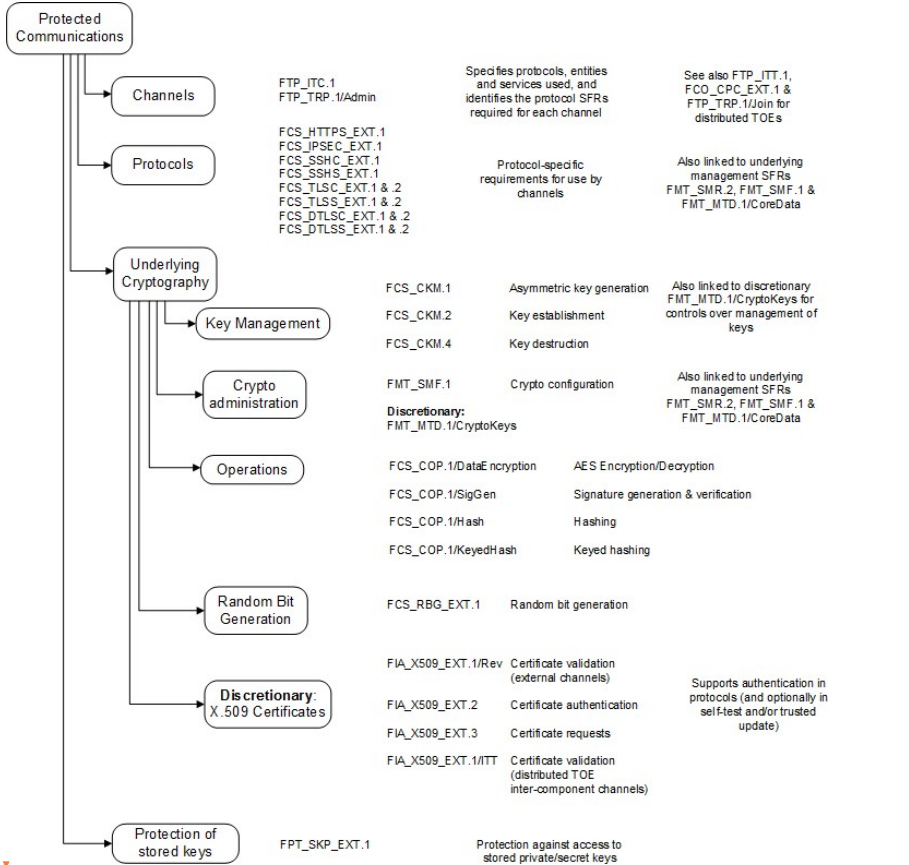 Protected
Communications
Channels
FTP_ITC.1
FTP_TRP.1/Admin
Specifies protocols, entities
and services used, and
identifies the protocol SFRs
required for each channel
See also FTP_ITT.1,
FCO_CPC_EXT.1 &
FTP_TRP.1/Join for
distributed TOEs
Protocols
FCS_HTTPS_EXT.1
FCS_IPSEC_EXT.1
FCS_SSHC_EXT.1
FCS_SSHS_EXT.1
FCS_TLSC_EXT.1 & .2
FCS_TLSS_EXT.1 & .2
FCS_DTLSC_EXT.1 & .2
FCS_DTLSS_EXT.1 & .2
Protocol-specific
requirements for use by
channels
Also linked to underlying
management SFRs
FMT_SMR.2, FMT_SMF.1 &
FMT_MTD.1/CoreData
Underlying
Cryptography
Key Management
FCS_CKM.1 Asymmetric key generation
FCS_CKM.2 Key establishment
FCS_CKM.4 Key destruction
Also linked to discretionary
FMT_MTD.1/CryptoKeys for
controls over management of
keys
Crypto
administration
FMT_SMF.1 Crypto configuration
Discretionary:
FMT_MTD.1/CryptoKeys
Also linked to underlying
management SFRs
FMT_SMR.2, FMT_SMF.1 &
FMT_MTD.1/CoreData
Operations
FCS_COP.1/DataEncryption AES Encryption/Decryption
FCS_COP.1/SigGen Signature generation & verification
FCS_COP.1/Hash Hashing
FCS_COP.1/KeyedHash Keyed hashing
Random Bit
Generation
FCS_RBG_EXT.1 Random bit generation
Discretionary:
X.509 Certificates
FIA_X509_EXT.1/Rev Certificate validation
(external channels)
FIA_X509_EXT.2 Certificate authentication
FIA_X509_EXT.3 Certificate requests
FIA_X509_EXT.1/ITT Certificate validation
(distributed TOE
inter-component channels)
Supports authentication in
protocols (and optionally in
self-test and/or trusted
update)
Protection of
stored keys
FPT_SKP_EXT.1
Protection against access to
stored private/secret keys